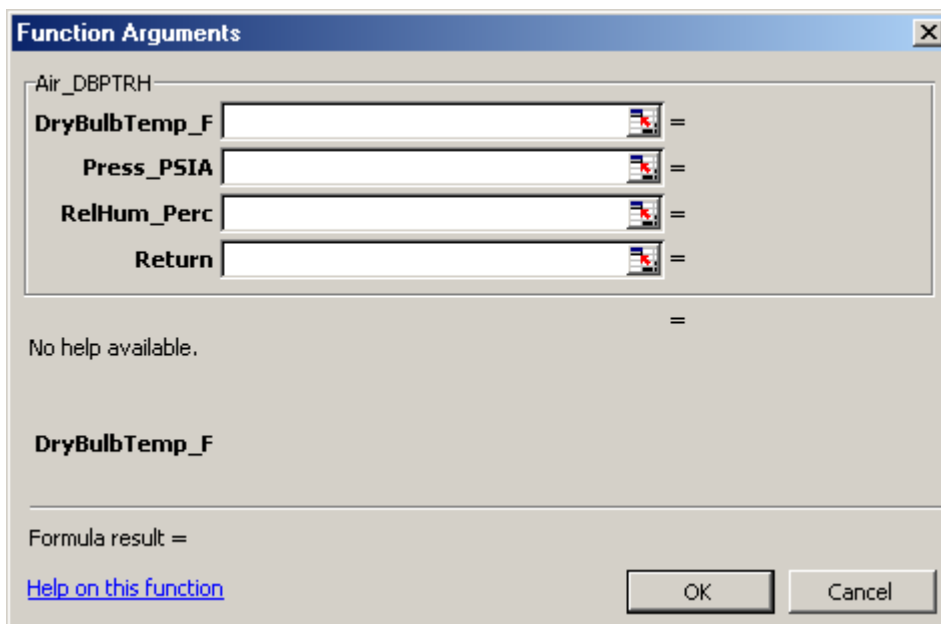 Function Arguments
Air_DBPTRH
DryBulbTemp_F =
Press_PSIA =
RelHum_Perc =
Return =
=
No help available.
DryBulbTemp_F
Formula result =
Help on this function
OK Cancel